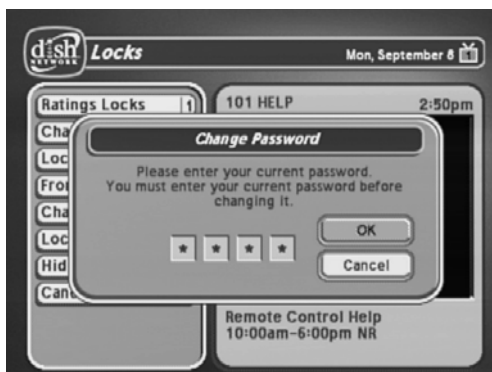 dish
NETWORK
Locks
Mon, September 8
Ratings Locks 1
101 HELP 2:50pm
Cha
Change Password
Loc
Please enter your current password.
Fro
You must enter your current password before
changing it.
Cha
OK
Loc
* * * *
Hid
Cancel
Can
Remote Control Help
10:00am-6:00pm NR